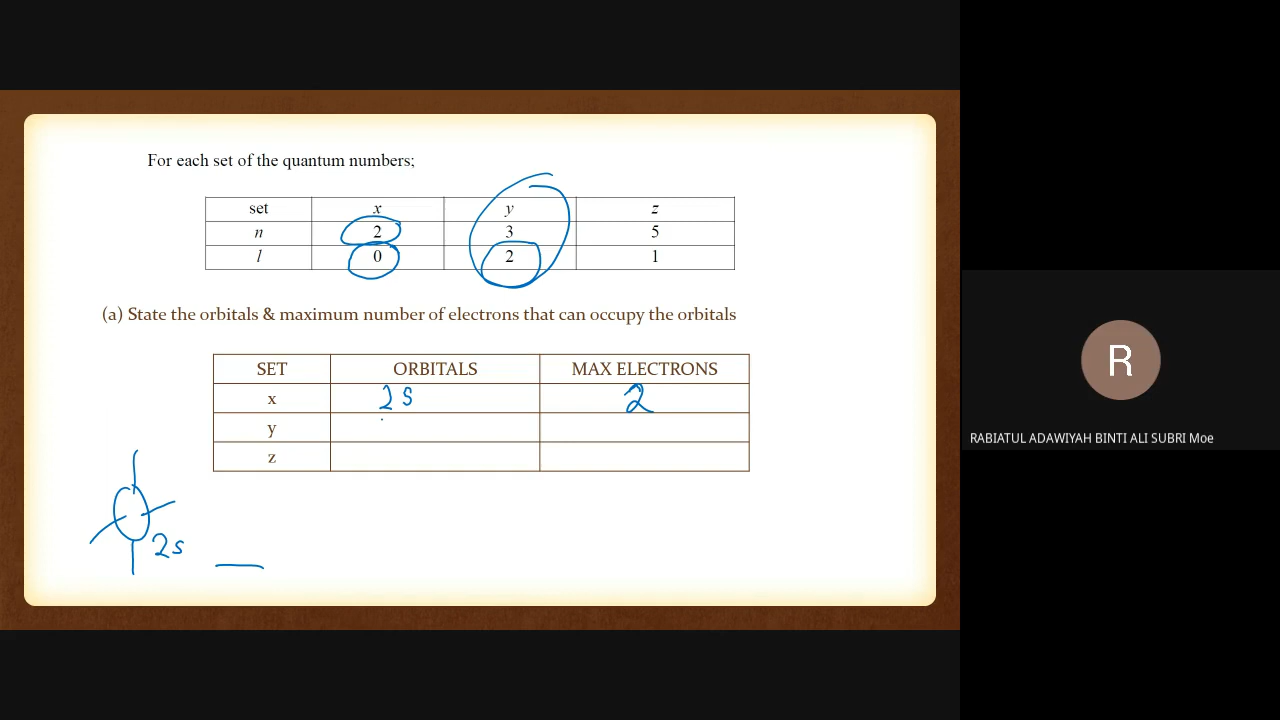 For each set of the quantum numbers;
set x y z
n 2 3 5
l 0 2 1
(a) State the orbitals & maximum number of electrons that can occupy the orbitals
SET ORBITALS MAX ELECTRONS
x 2s 2
y
z
2s
R
RABIATUL ADAWIYAH BINTI ALI SUBRI Moe